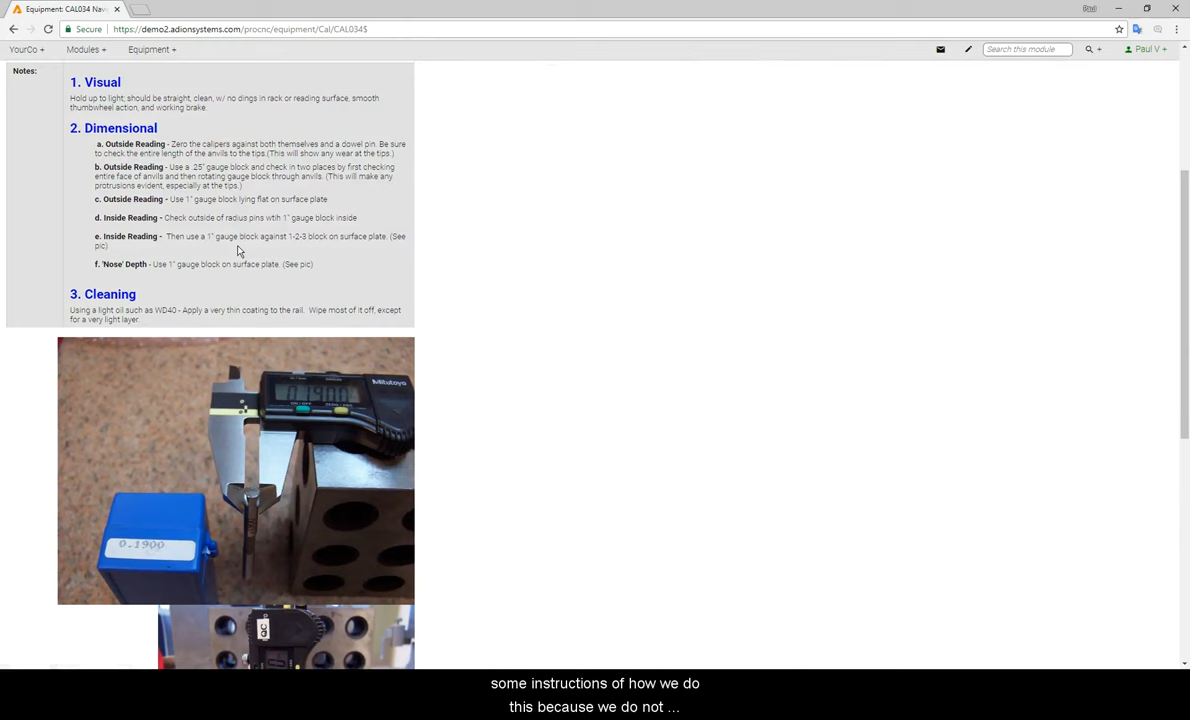 Equipment: CAL034 Nav
Paul
Secure
https://demo2.adionsystems.com/procnc/equipment/Cal/CAL034$
YourCo +
Modules +
Equipment +
Search this module
Paul V +
Notes:
1. Visual
Hold up to light; should be straight, clean, w/ no dings in rack or reading surface, smooth
thumbwheel action, and working brake.
2. Dimensional
a. Outside Reading - Zero the calipers against both themselves and a dowel pin. Be sure
to check the entire length of the anvils to the tips.(This will show any wear at the tips.)
b. Outside Reading - Use a .25" gauge block and check in two places by first checking
entire face of anvils and then rotating gauge block through anvils. (This will make any
protrusions evident, especially at the tips.)
c. Outside Reading - Use 1" gauge block lying flat on surface plate
d. Inside Reading - Check outside of radius pins wtih 1" gauge block inside
e. Inside Reading - Then use a 1" gauge block against 1-2-3 block on surface plate. (See
pic)
f. 'Nose' Depth - Use 1" gauge block on surface plate. (See pic)
3. Cleaning
Using a light oil such as WD40 - Apply a very thin coating to the rail. Wipe most of it off, except
for a very light layer.
Mitutoyo
0.1900
0.1900
QC
some instructions of how we do
this because we do not ...